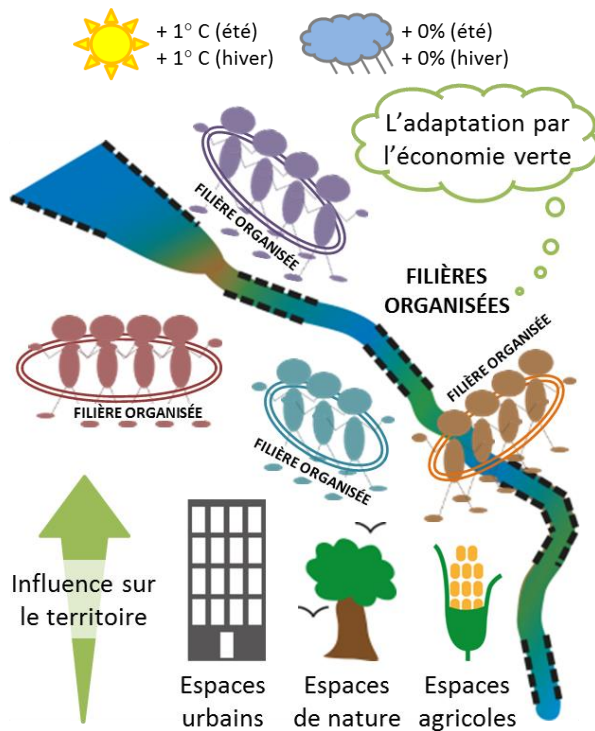 + 1° C (été)
+ 1° C (hiver)
+ 0% (été)
+ 0% (hiver)
L'adaptation par
l'économie verte
FILIÈRE ORGANISÉE
FILIÈRES
ORGANISÉES
FILIÈRE ORGANISÉE
FILIÈRE ORGANISÉE
FILIÈRE ORGANISÉE
Influence sur
le territoire
Espaces
urbains
Espaces
de nature
Espaces
agricoles